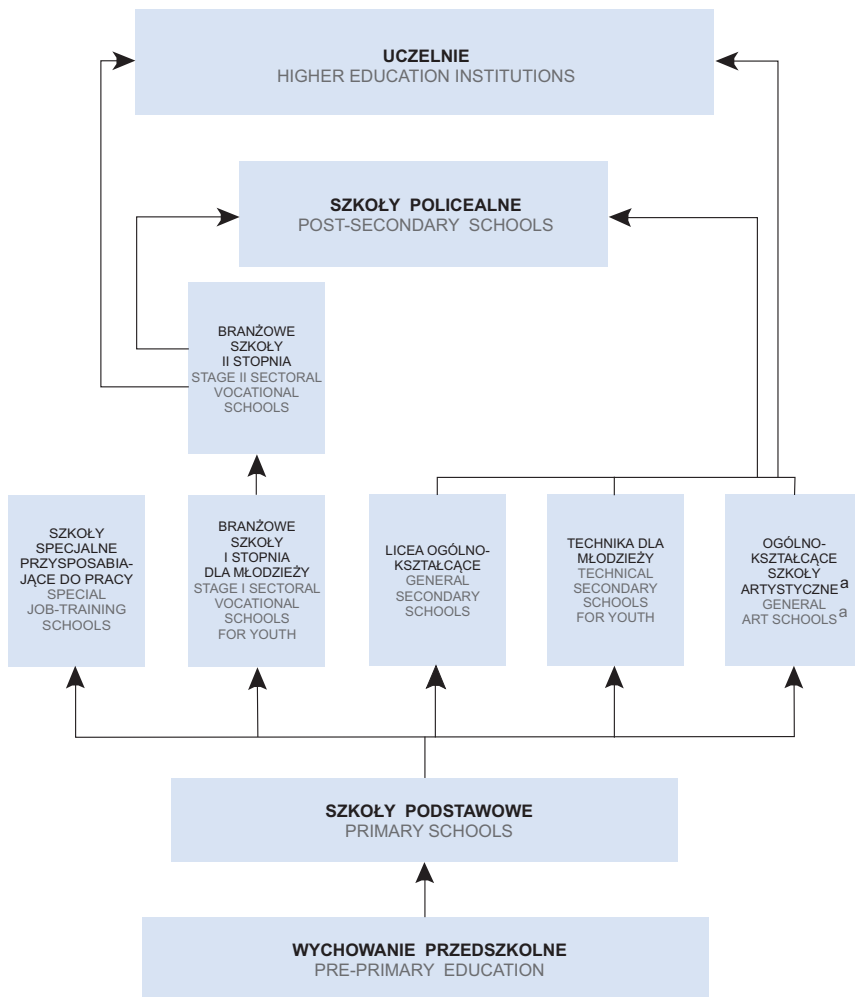 UCZELNIE
HIGHER EDUCATION INSTITUTIONS
SZKOŁY POLICEALNE
POST-SECONDARY SCHOOLS
BRANŻOWE
SZKOŁY
II STOPNIA
STAGE II SECTORAL
VOCATIONAL
SCHOOLS
SZKOŁY
SPECJALNE
PRZYSPOSABIA-
JĄCE DO PRACY
SPECIAL
JOB-TRAINING
SCHOOLS
BRANŻOWE
SZKOŁY
I STOPNIA
DLA MŁODZIEŻY
STAGE I SECTORAL
VOCATIONAL
SCHOOLS
FOR YOUTH
LICEA OGÓLNO-
KSZTAŁCĄCE
GENERAL
SECONDARY
SCHOOLS
TECHNIKA DLA
MŁODZIEŻY
TECHNICAL
SECONDARY
SCHOOLS
FOR YOUTH
OGÓLNO-
KSZTAŁCĄCE
SZKOŁY
ARTYSTYCZNE a
GENERAL
ART SCHOOLS a
SZKOŁY PODSTAWOWE
PRIMARY SCHOOLS
WYCHOWANIE PRZEDSZKOLNE
PRE-PRIMARY EDUCATION